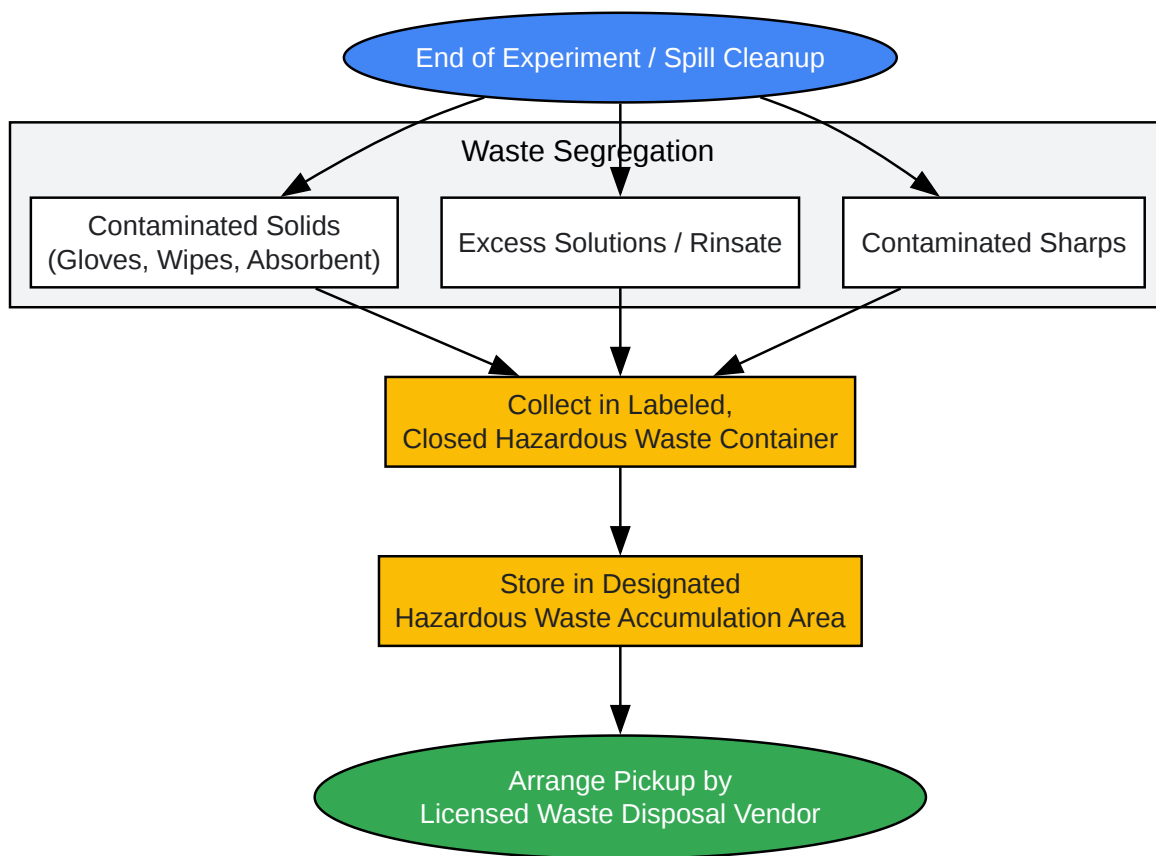 End of Experiment / Spill Cleanup
Waste Segregation
Contaminated Solids
(Gloves, Wipes, Absorbent)
Excess Solutions / Rinsate
Contaminated Sharps
Collect in Labeled,
Closed Hazardous Waste Container
Store in Designated
Hazardous Waste Accumulation Area
Arrange Pickup by
Licensed Waste Disposal Vendor